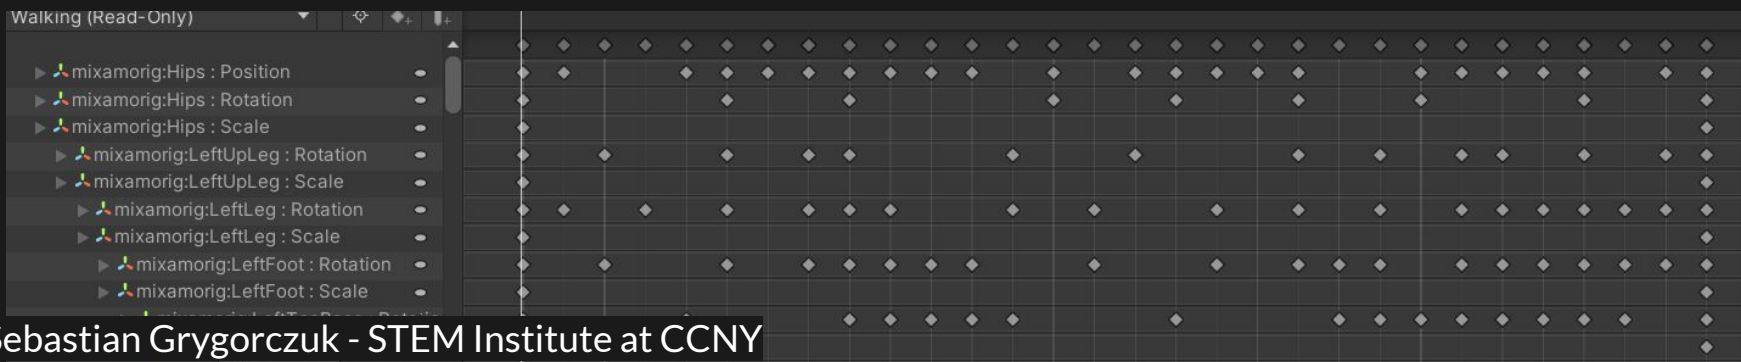 Walking (Read-Only)
mixamorig:Hips : Position
mixamorig:Hips : Rotation
mixamorig:Hips : Scale
mixamorig:LeftUpLeg : Rotation
mixamorig:LeftUpLeg : Scale
mixamorig:LeftLeg : Rotation
mixamorig:LeftLeg : Scale
mixamorig:LeftFoot : Rotation
mixamorig:LeftFoot : Scale
ebastian Grygorczuk - STEM Institute at CCNY